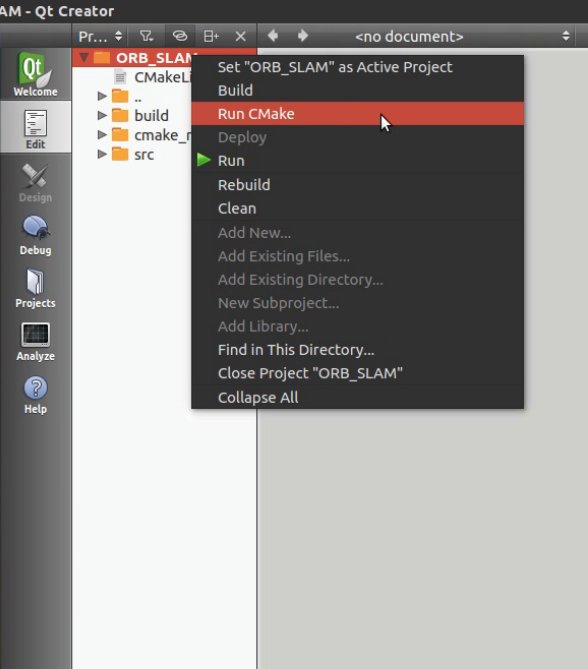 AM - Qt Creator
Pr...
<no document>
Qt
Welcome
Edit
Design
Debug
Projects
Analyze
Help
ORB_SLAM
CMakeLi
..
build
cmake_
src
Set "ORB_SLAM" as Active Project
Build
Run CMake
Deploy
Run
Rebuild
Clean
Add New...
Add Existing Files...
Add Existing Directory...
New Subproject...
Add Library...
Find in This Directory...
Close Project "ORB_SLAM"
Collapse All